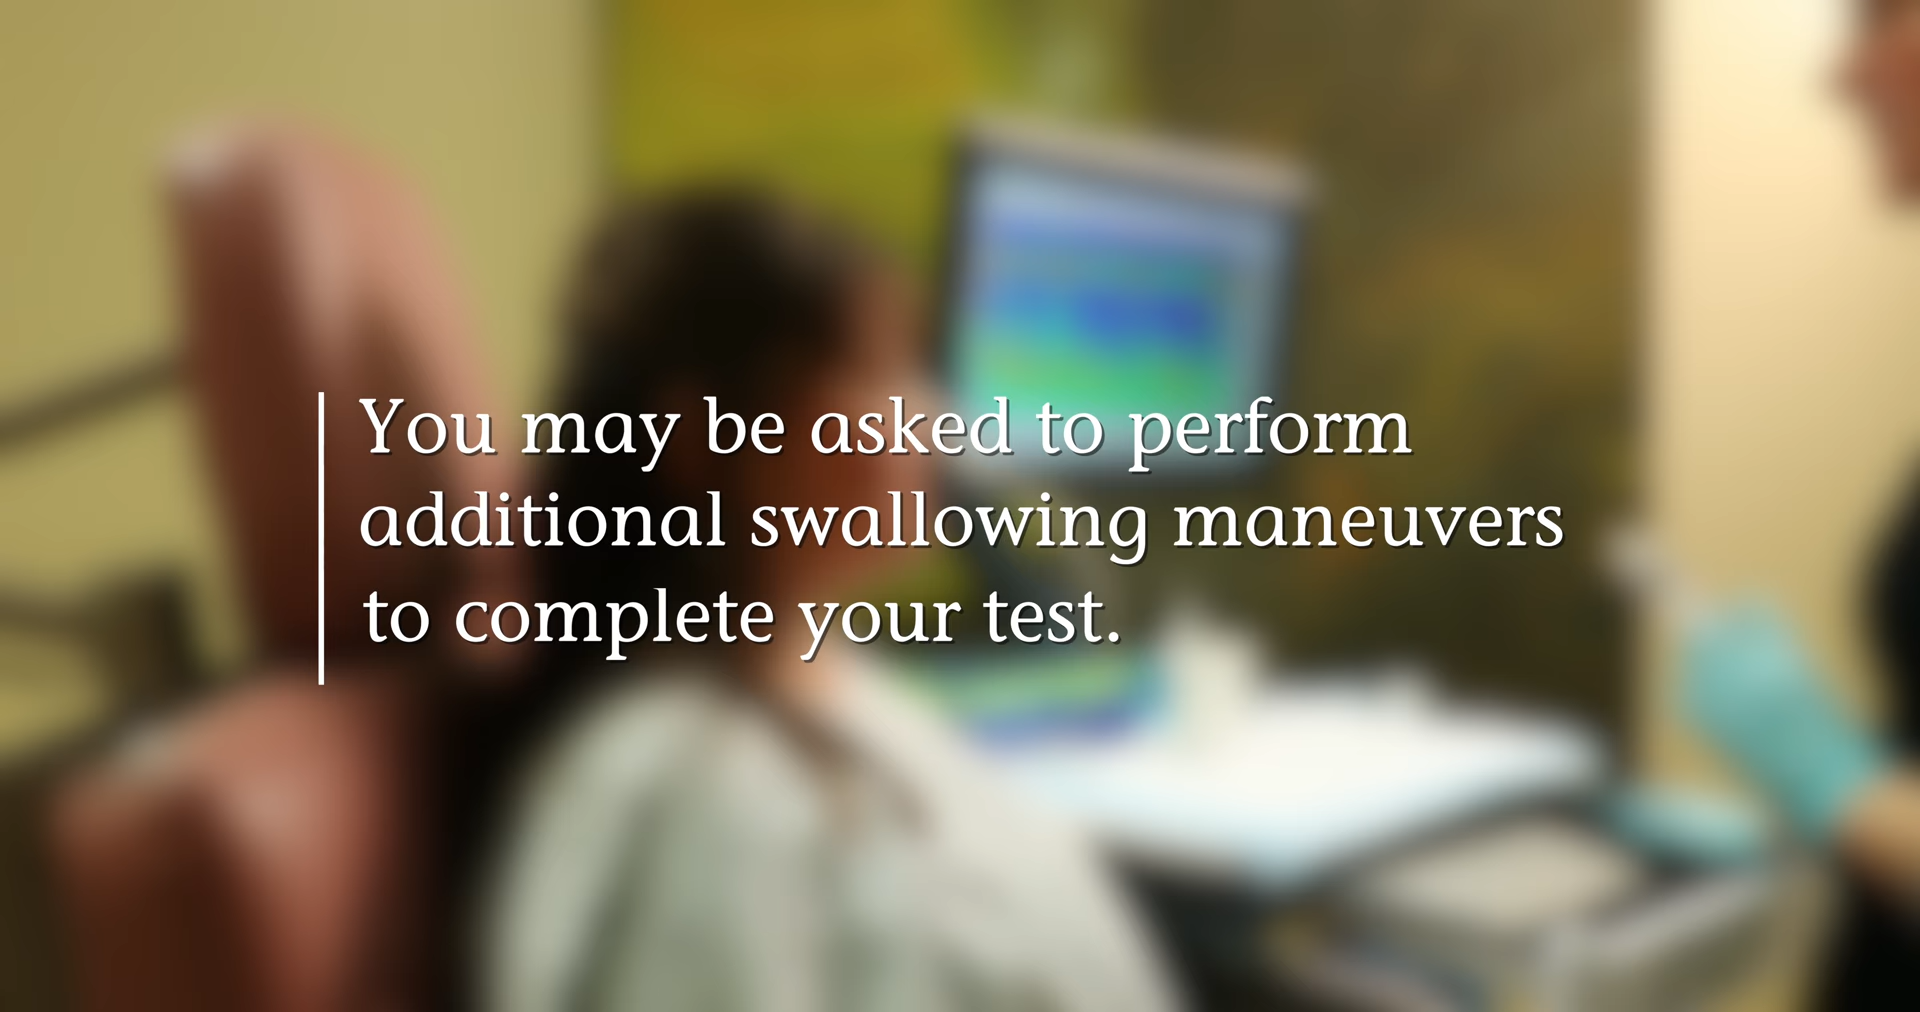 You may be asked to perform
additional swallowing maneuvers
to complete your test.